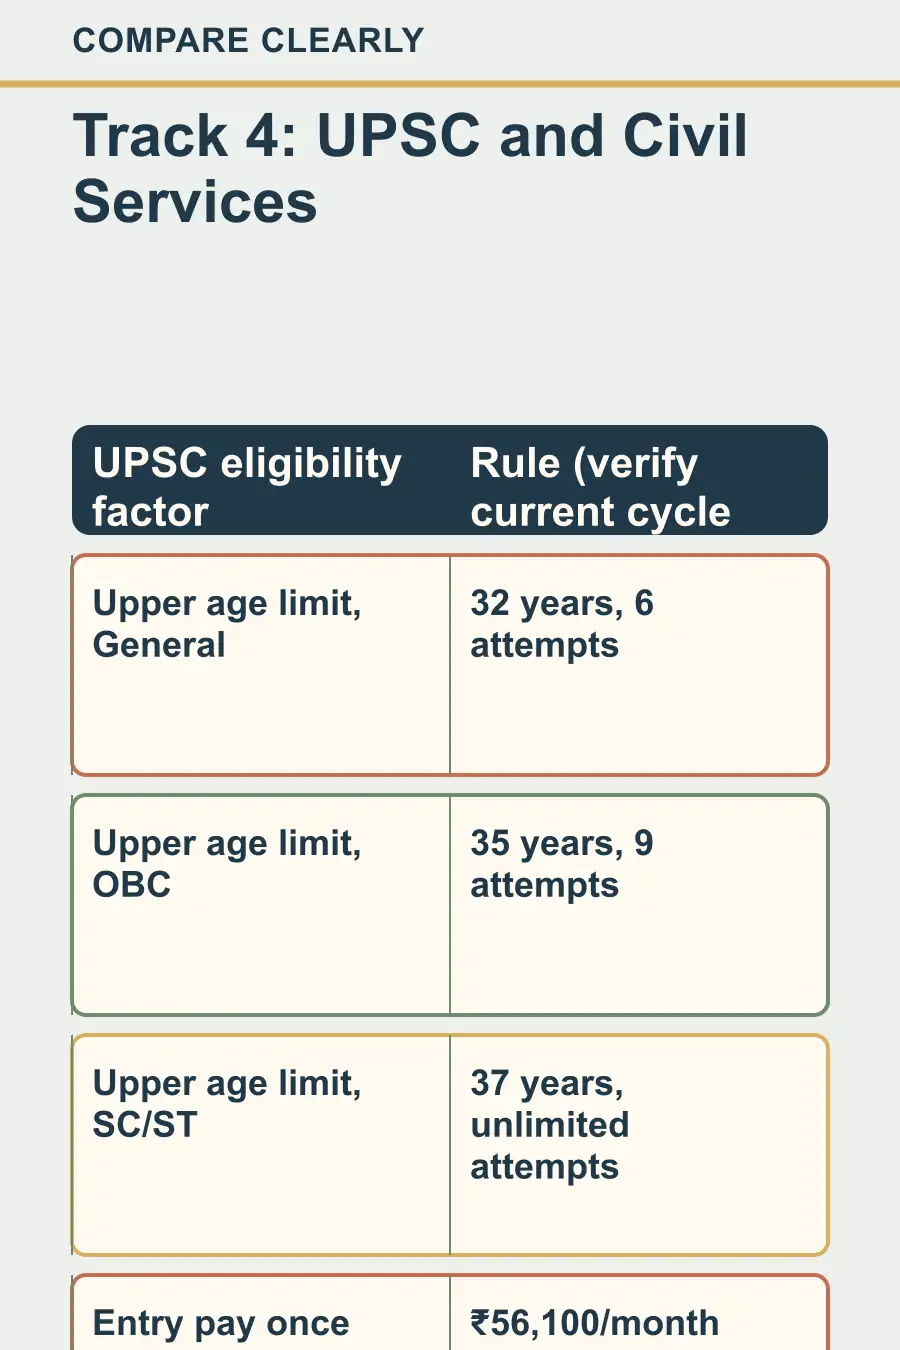 COMPARE CLEARLY
Track 4: UPSC and Civil
Services
UPSC eligibility
factor
Rule (verify
current cycle
Upper age limit,
General
32 years, 6
attempts
Upper age limit,
OBC
35 years, 9
attempts
Upper age limit,
SC/ST
37 years,
unlimited
attempts
Entry pay once
₹56,100/month